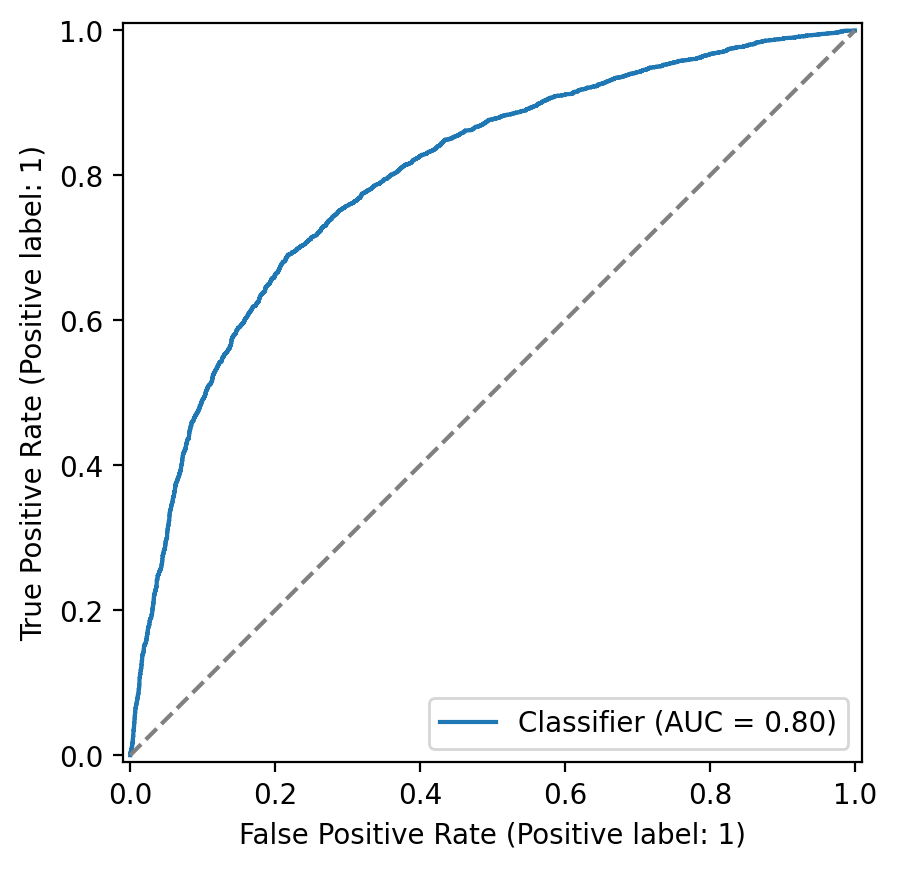 1.0
0.8
0.6
0.4
0.2
0.0
True Positive Rate (Positive label: 1)
Classifier (AUC = 0.80)
0.0 0.2 0.4 0.6 0.8 1.0
False Positive Rate (Positive label: 1)